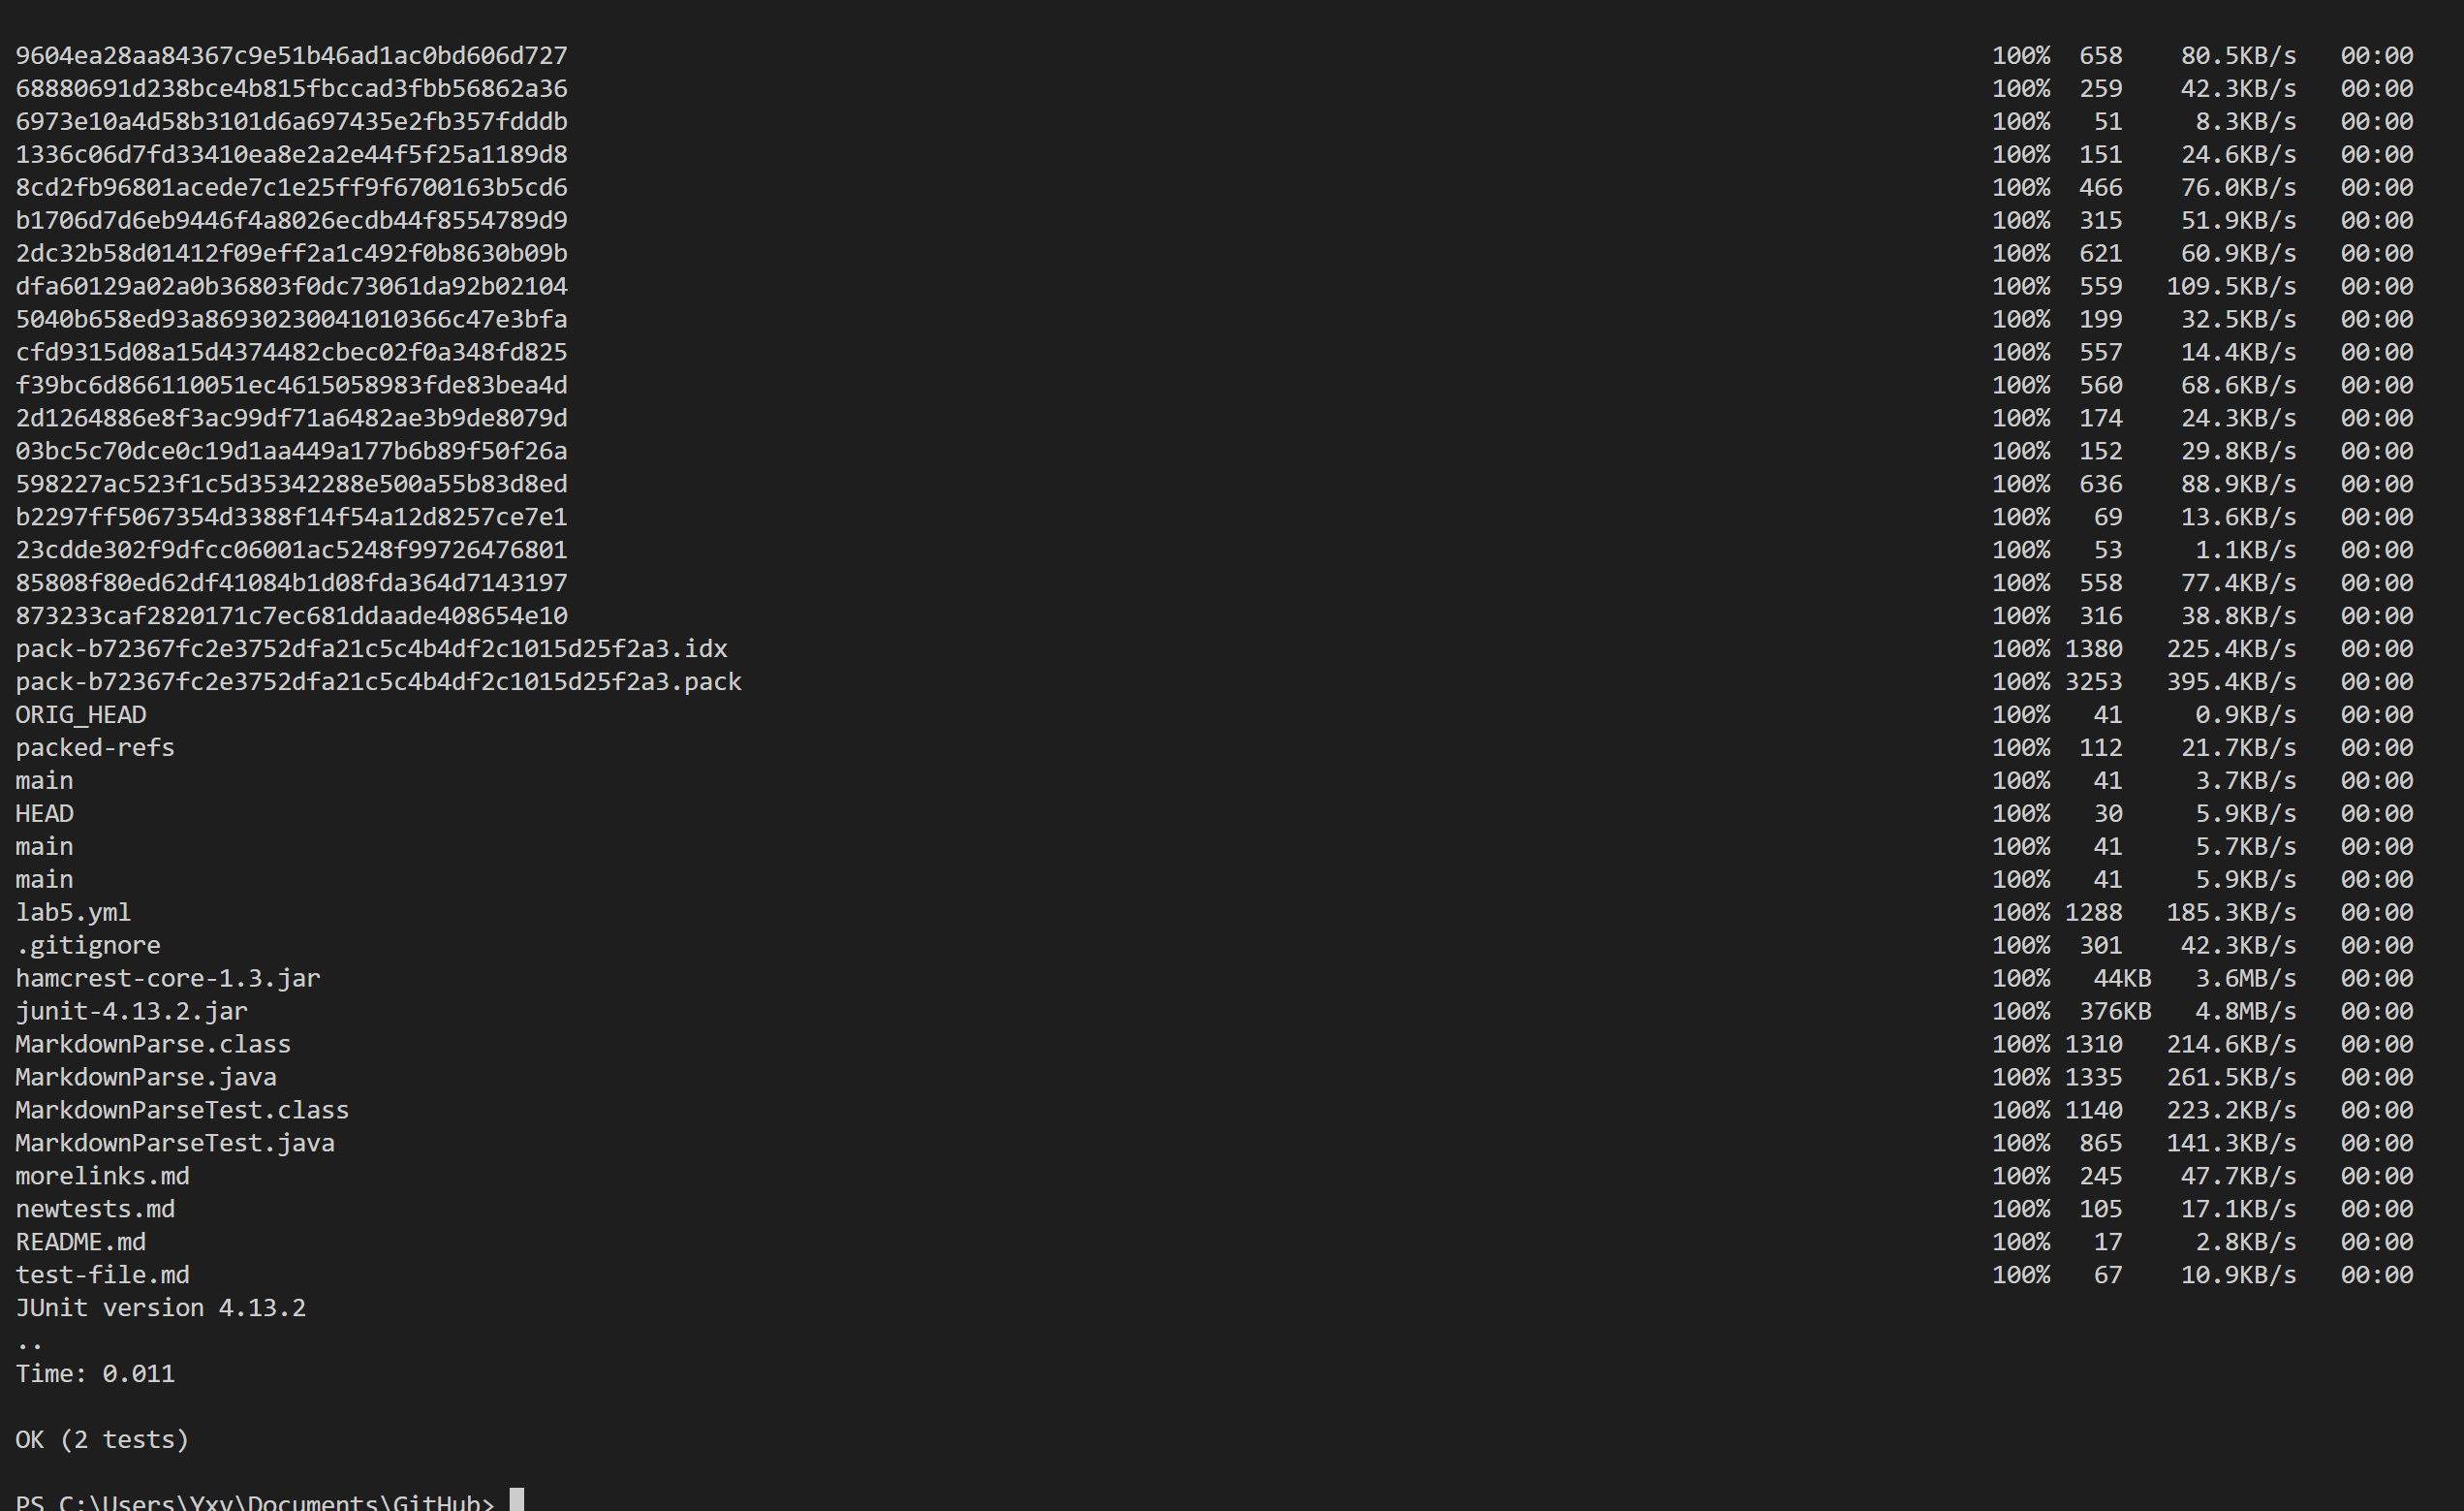 9604ea28aa84367c9e51b46ad1ac0bd606d727 100% 658 80.5KB/s 00:00
68880691d238bce4b815fbccad3fbb56862a36 100% 259 42.3KB/s 00:00
6973e10a4d58b3101d6a697435e2fb357fdddb 100% 51 8.3KB/s 00:00
1336c06d7fd33410ea8e2a2e44f5f25a1189d8 100% 151 24.6KB/s 00:00
8cd2fb96801acede7c1e25ff9f6700163b5cd6 100% 466 76.0KB/s 00:00
b1706d7d6eb9446f4a8026ecdb44f8554789d9 100% 315 51.9KB/s 00:00
2dc32b58d01412f09eff2a1c492f0b8630b09b 100% 621 60.9KB/s 00:00
dfa60129a02a0b36803f0dc73061da92b02104 100% 559 109.5KB/s 00:00
5040b658ed93a86930230041010366c47e3bfa 100% 199 32.5KB/s 00:00
cfd9315d08a15d4374482cbec02f0a348fd825 100% 557 14.4KB/s 00:00
f39bc6d866110051ec4615058983fde83bea4d 100% 560 68.6KB/s 00:00
2d1264886e8f3ac99df71a6482ae3b9de8079d 100% 174 24.3KB/s 00:00
03bc5c70dce0c19d1aa449a177b6b89f50f26a 100% 152 29.8KB/s 00:00
598227ac523f1c5d35342288e500a55b83d8ed 100% 636 88.9KB/s 00:00
b2297ff5067354d3388f14f54a12d8257ce7e1 100% 69 13.6KB/s 00:00
23cdde302f9dfcc06001ac5248f99726476801 100% 53 1.1KB/s 00:00
85808f80ed62df41084b1d08fda364d7143197 100% 558 77.4KB/s 00:00
873233caf2820171c7ec681ddaade408654e10 100% 316 38.8KB/s 00:00
pack-b72367fc2e3752dfa21c5c4b4df2c1015d25f2a3.idx 100% 1380 225.4KB/s 00:00
pack-b72367fc2e3752dfa21c5c4b4df2c1015d25f2a3.pack 100% 3253 395.4KB/s 00:00
ORIG_HEAD 100% 41 0.9KB/s 00:00
packed-refs 100% 112 21.7KB/s 00:00
main 100% 41 3.7KB/s 00:00
HEAD 100% 30 5.9KB/s 00:00
main 100% 41 5.7KB/s 00:00
main 100% 41 5.9KB/s 00:00
lab5.yml 100% 1288 185.3KB/s 00:00
.gitignore 100% 301 42.3KB/s 00:00
hamcrest-core-1.3.jar 100% 44KB 3.6MB/s 00:00
junit-4.13.2.jar 100% 376KB 4.8MB/s 00:00
MarkdownParse.class 100% 1310 214.6KB/s 00:00
MarkdownParse.java 100% 1335 261.5KB/s 00:00
MarkdownParseTest.class 100% 1140 223.2KB/s 00:00
MarkdownParseTest.java 100% 865 141.3KB/s 00:00
morelinks.md 100% 245 47.7KB/s 00:00
newtests.md 100% 105 17.1KB/s 00:00
README.md 100% 17 2.8KB/s 00:00
test-file.md 100% 67 10.9KB/s 00:00
JUnit version 4.13.2
..
Time: 0.011
OK (2 tests)
PS C:\Users\Yxy\Documents\GitHub>